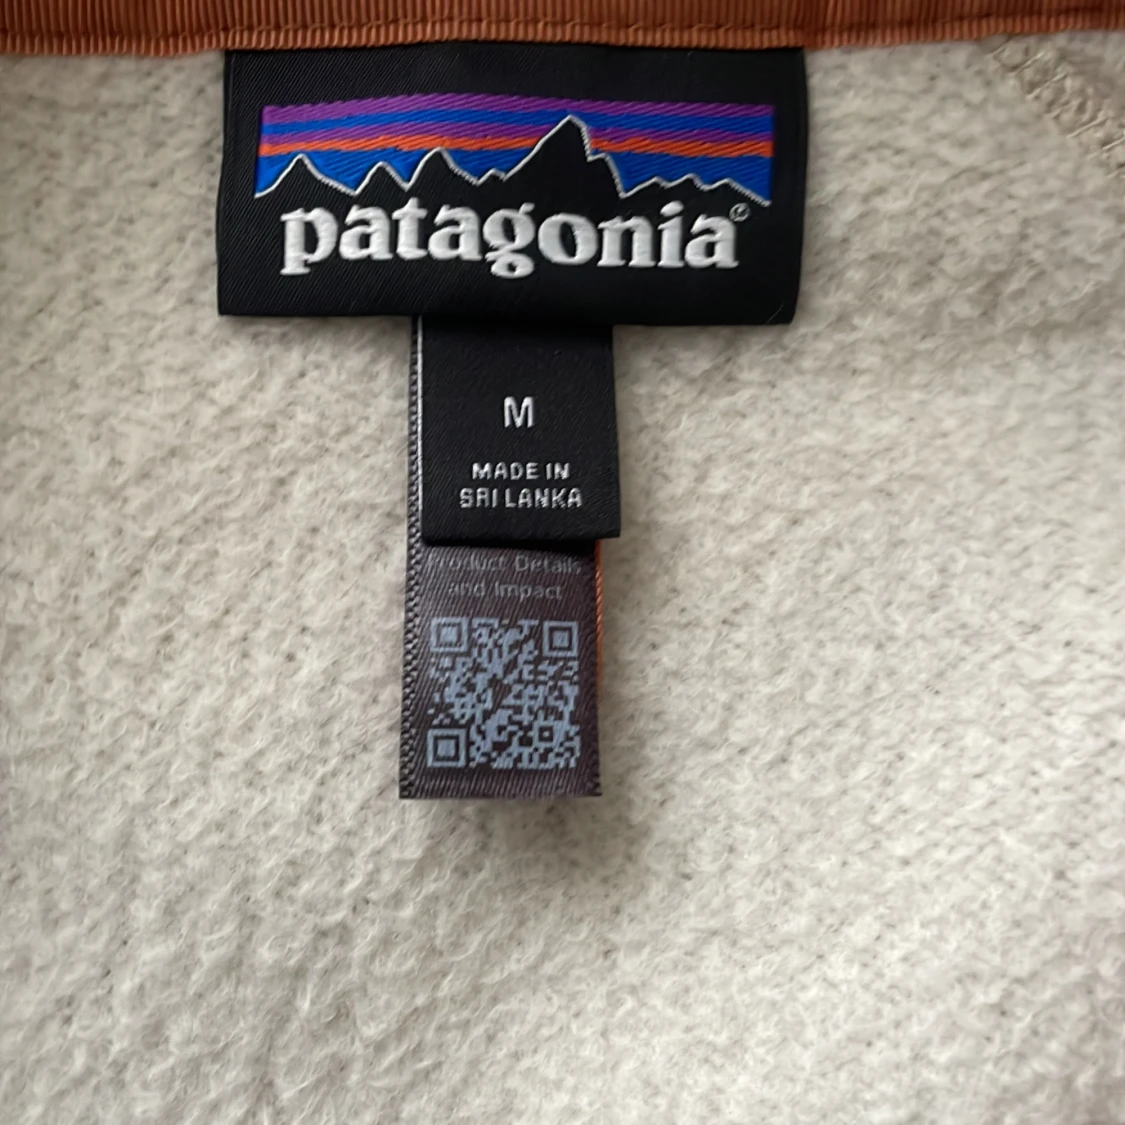 patagonia®
M
MADE IN
SRI LANKA
Product Details
and Impact